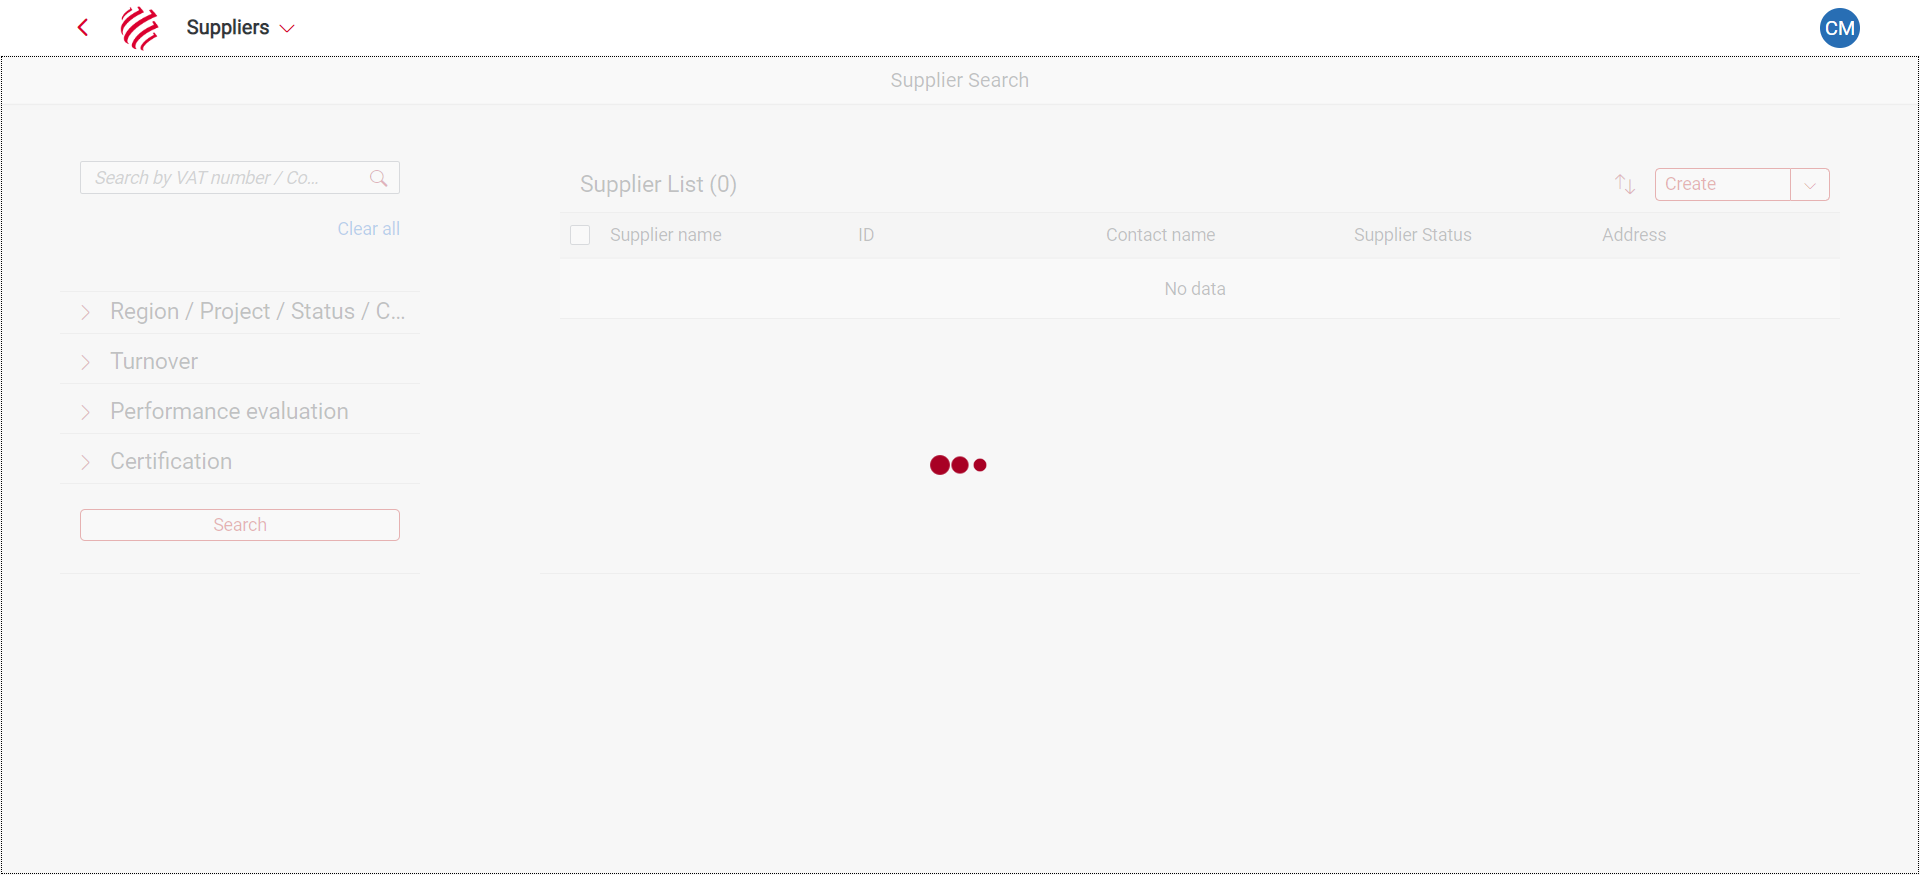 Suppliers
CM
Supplier Search
Search by VAT number / Co...
Clear all
Region / Project / Status / C...
Turnover
Performance evaluation
Certification
Search
Supplier List (0)
Create
Supplier name ID Contact name Supplier Status Address
No data